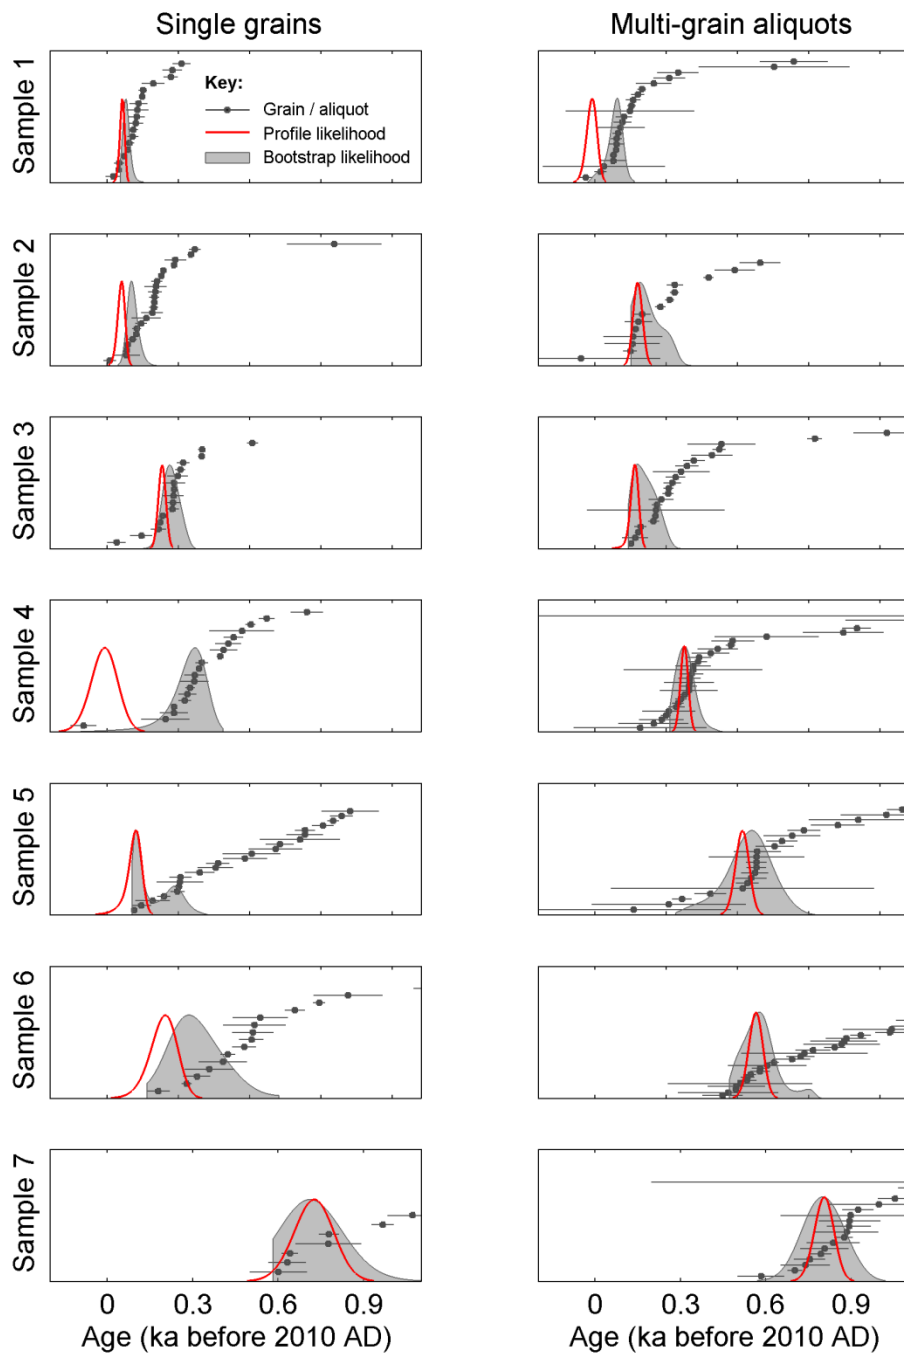 Single grains
Multi-grain aliquots
Sample 1
Key:
Grain / aliquot
Profile likelihood
Bootstrap likelihood
Sample 2
Sample 3
Sample 4
Sample 5
Sample 6
Sample 7
0 0.3 0.6 0.9
0 0.3 0.6 0.9
Age (ka before 2010 AD)
Age (ka before 2010 AD)